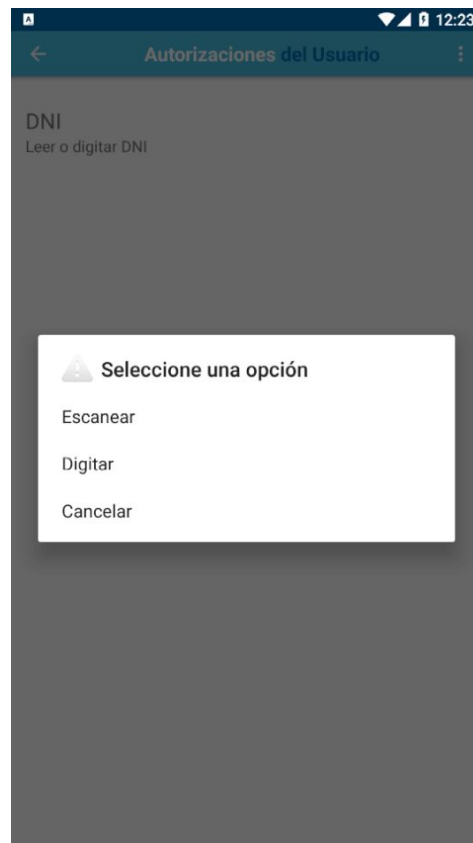 12:23
Autorizaciones del Usuario
DNI
Leer o digitar DNI
Seleccione una opción
Escanear
Digitar
Cancelar